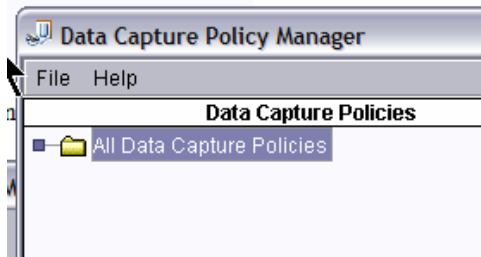 Data Capture Policy Manager
File Help
Data Capture Policies
All Data Capture Policies